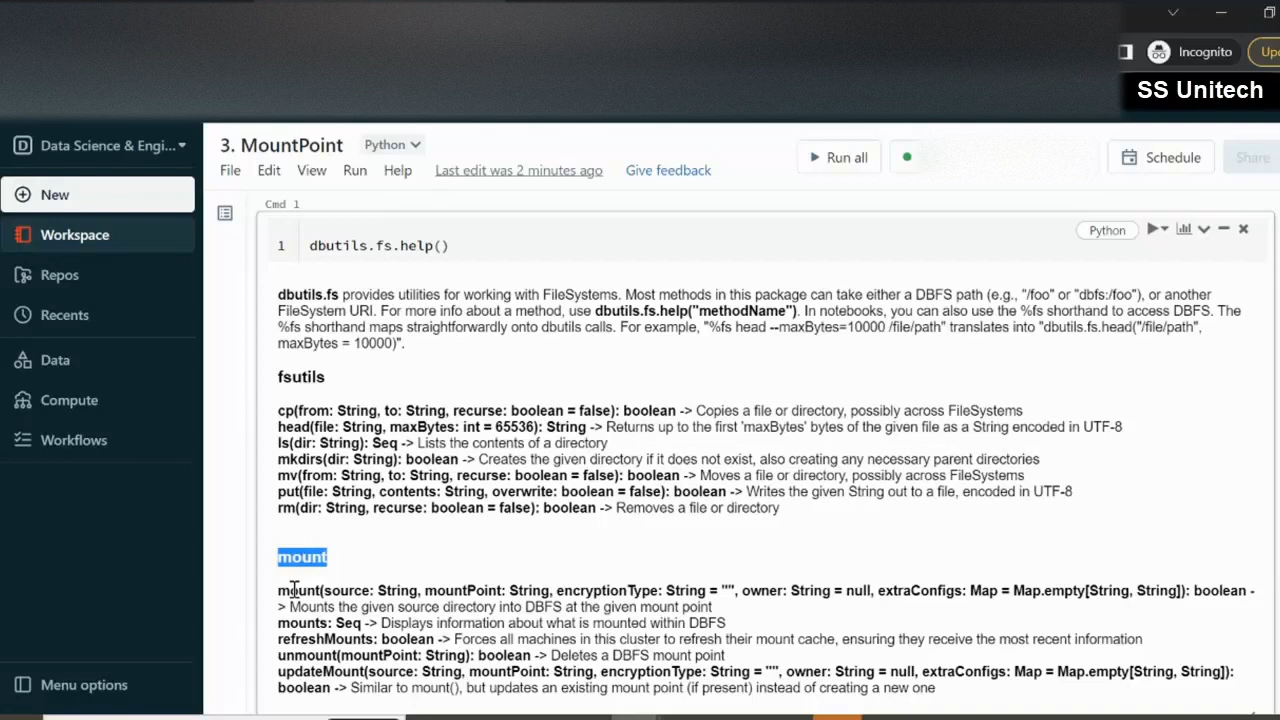 Incognito
SS Unitech
Data Science & Engi...
3. MountPoint
Python
File
Edit
View
Run
Help
Last edit was 2 minutes ago
Give feedback
Run all
Schedule
Share
New
Workspace
Repos
Recents
Data
Compute
Workflows
Menu options
Cmd 1
Python
1 dbutils.fs.help()
dbutils.fs provides utilities for working with FileSystems. Most methods in this package can take either a DBFS path (e.g., "/foo" or "dbfs:/foo"), or another
FileSystem URI. For more info about a method, use dbutils.fs.help("methodName"). In notebooks, you can also use the %fs shorthand to access DBFS. The
%fs shorthand maps straightforwardly onto dbutils calls. For example, "%fs head --maxBytes=10000 /file/path" translates into "dbutils.fs.head("/file/path",
maxBytes = 10000)".
fsutils
cp(from: String, to: String, recurse: boolean = false): boolean -> Copies a file or directory, possibly across FileSystems
head(file: String, maxBytes: int = 65536): String -> Returns up to the first 'maxBytes' bytes of the given file as a String encoded in UTF-8
ls(dir: String): Seq -> Lists the contents of a directory
mkdirs(dir: String): boolean -> Creates the given directory if it does not exist, also creating any necessary parent directories
mv(from: String, to: String, recurse: boolean = false): boolean -> Moves a file or directory, possibly across FileSystems
put(file: String, contents: String, overwrite: boolean = false): boolean -> Writes the given String out to a file, encoded in UTF-8
rm(dir: String, recurse: boolean = false): boolean -> Removes a file or directory
mount
mount(source: String, mountPoint: String, encryptionType: String = "", owner: String = null, extraConfigs: Map = Map.empty[String, String]): boolean -
> Mounts the given source directory into DBFS at the given mount point
mounts: Seq -> Displays information about what is mounted within DBFS
refreshMounts: boolean -> Forces all machines in this cluster to refresh their mount cache, ensuring they receive the most recent information
unmount(mountPoint: String): boolean -> Deletes a DBFS mount point
updateMount(source: String, mountPoint: String, encryptionType: String = "", owner: String = null, extraConfigs: Map = Map.empty[String, String]):
boolean -> Similar to mount(), but updates an existing mount point (if present) instead of creating a new one